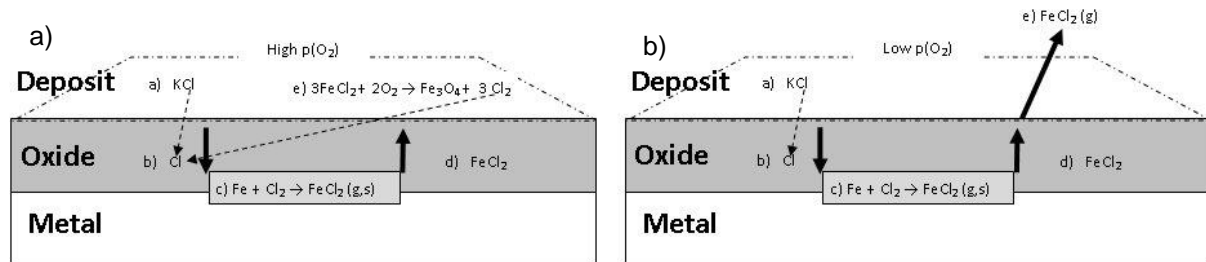 a)
High p(O₂)
Deposit
a) KCl
e) 3FeCl₂+ 2O₂ → Fe₃O₄+ 3 Cl₂
Oxide
b) Cl
d) FeCl₂
c) Fe + Cl₂ → FeCl₂ (g,s)
Metal
b)
e) FeCl₂ (g)
Low p(O₂)
Deposit
a) KCl
Oxide
b) Cl
d) FeCl₂
c) Fe + Cl₂ → FeCl₂ (g,s)
Metal